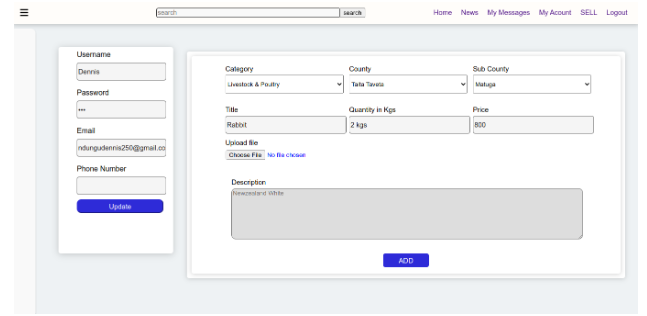 ☰ search search Home News My Messages My Acount SELL Logout
Username
Dennis
Password
•••
Email
ndungudennis250@gmail.co
Phone Number
Update
Category County Sub County
Livestock & Poultry Taita Taveta Matuga
Title Quantity in Kgs Price
Rabbit 2 kgs 800
Upload file
Choose File No file chosen
Description
Newzealand White
ADD